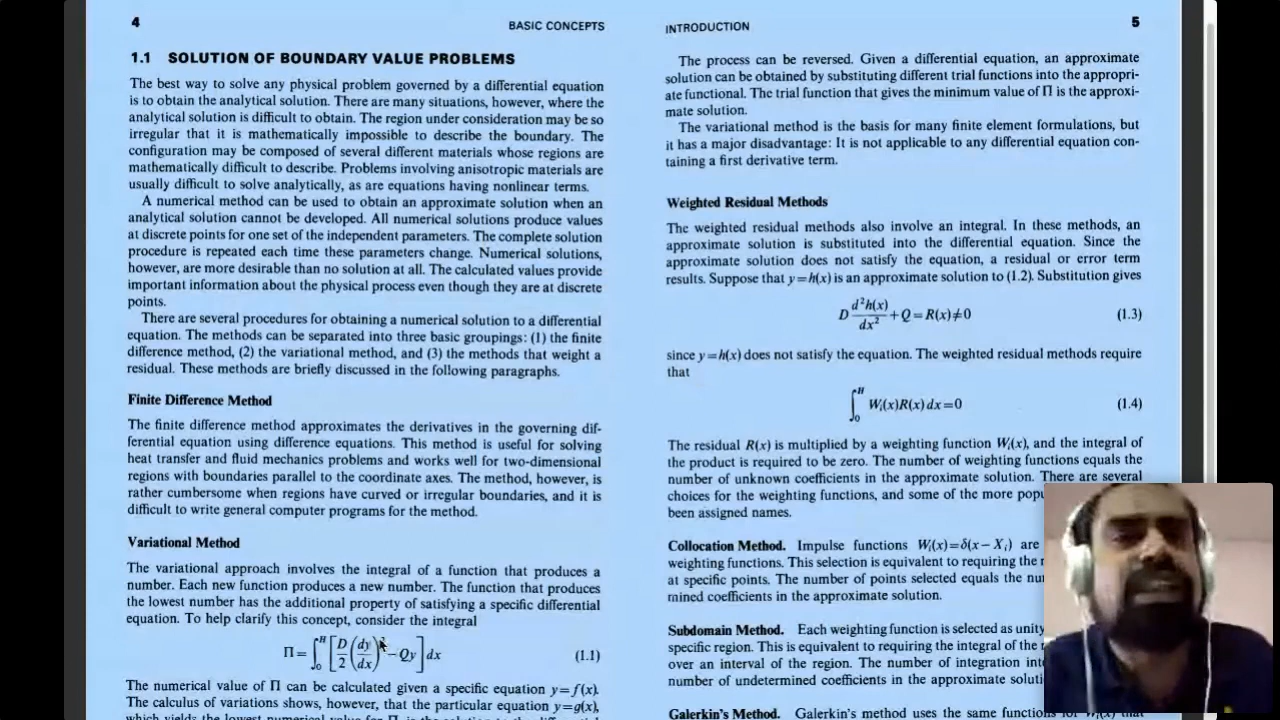 4
BASIC CONCEPTS
1.1 SOLUTION OF BOUNDARY VALUE PROBLEMS
The best way to solve any physical problem governed by a differential equation
is to obtain the analytical solution. There are many situations, however, where the
analytical solution is difficult to obtain. The region under consideration may be so
irregular that it is mathematically impossible to describe the boundary. The
configuration may be composed of several different materials whose regions are
mathematically difficult to describe. Problems involving anisotropic materials are
usually difficult to solve analytically, as are equations having nonlinear terms.
A numerical method can be used to obtain an approximate solution when an
analytical solution cannot be developed. All numerical solutions produce values
at discrete points for one set of the independent parameters. The complete solution
procedure is repeated each time these parameters change. Numerical solutions,
however, are more desirable than no solution at all. The calculated values provide
important information about the physical process even though they are at discrete
points.
There are several procedures for obtaining a numerical solution to a differential
equation. The methods can be separated into three basic groupings: (1) the finite
difference method, (2) the variational method, and (3) the methods that weight a
residual. These methods are briefly discussed in the following paragraphs.
Finite Difference Method
The finite difference method approximates the derivatives in the governing dif-
ferential equation using difference equations. This method is useful for solving
heat transfer and fluid mechanics problems and works well for two-dimensional
regions with boundaries parallel to the coordinate axes. The method, however, is
rather cumbersome when regions have curved or irregular boundaries, and it is
difficult to write general computer programs for the method.
Variational Method
The variational approach involves the integral of a function that produces a
number. Each new function produces a new number. The function that produces
the lowest number has the additional property of satisfying a specific differential
equation. To help clarify this concept, consider the integral
Π = ∫₀ᴴ [D/2 (dy/dx)² − Qy] dx (1.1)
The numerical value of Π can be calculated given a specific equation y=f(x).
The calculus of variations shows, however, that the particular equation y=g(x),
which yields the lowest numerical value for Π, is the solution to the
INTRODUCTION
5
The process can be reversed. Given a differential equation, an approximate
solution can be obtained by substituting different trial functions into the appropri-
ate functional. The trial function that gives the minimum value of Π is the approxi-
mate solution.
The variational method is the basis for many finite element formulations, but
it has a major disadvantage: It is not applicable to any differential equation con-
taining a first derivative term.
Weighted Residual Methods
The weighted residual methods also involve an integral. In these methods, an
approximate solution is substituted into the differential equation. Since the
approximate solution does not satisfy the equation, a residual or error term
results. Suppose that y=h(x) is an approximate solution to (1.2). Substitution gives
D d²h(x)/dx² + Q = R(x) ≠ 0 (1.3)
since y=h(x) does not satisfy the equation. The weighted residual methods require
that
∫₀ᴴ Wᵢ(x)R(x) dx = 0 (1.4)
The residual R(x) is multiplied by a weighting function Wᵢ(x), and the integral of
the product is required to be zero. The number of weighting functions equals the
number of unknown coefficients in the approximate solution. There are several
choices for the weighting functions, and some of the more popu
been assigned names.
Collocation Method. Impulse functions Wᵢ(x)=δ(x−Xᵢ) are
weighting functions. This selection is equivalent to requiring the r
at specific points. The number of points selected equals the nu
mined coefficients in the approximate solution.
Subdomain Method. Each weighting function is selected as unity
specific region. This is equivalent to requiring the integral of the r
over an interval of the region. The number of integration int
number of undetermined coefficients in the approximate soluti
Galerkin's Method. Galerkin's method uses the same functions